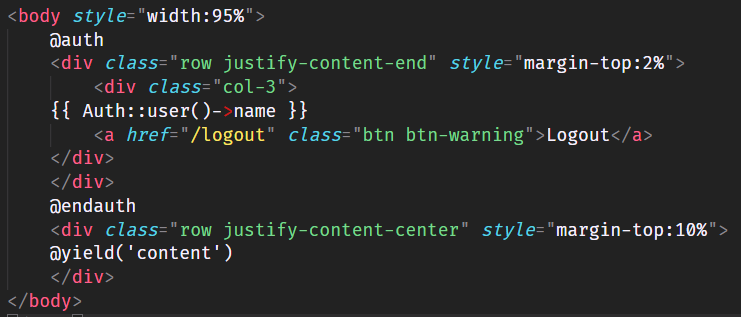 <body style="width:95%">
    @auth
    <div class="row justify-content-end" style="margin-top:2%">
        <div class="col-3">
    {{ Auth::user()->name }}
        <a href="/logout" class="btn btn-warning">Logout</a>
    </div>
    </div>
    @endauth
    <div class="row justify-content-center" style="margin-top:10%">
    @yield('content')
    </div>
</body>